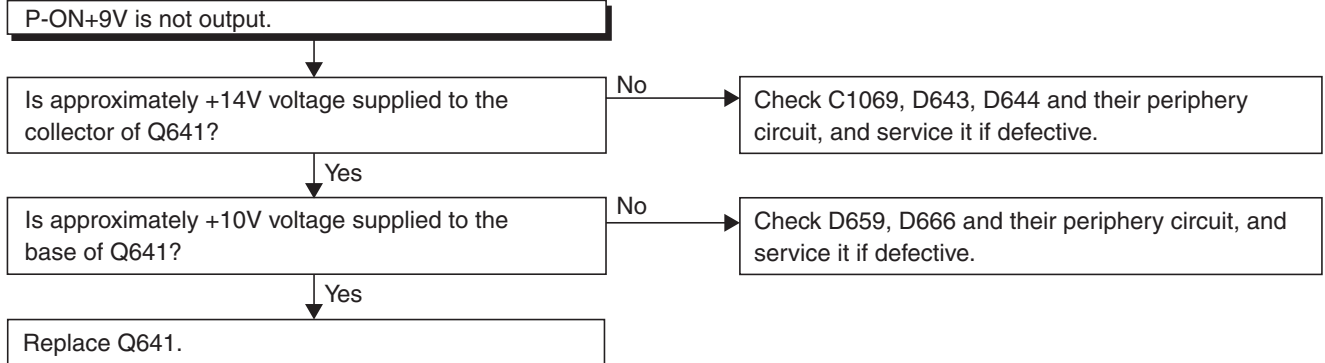 P-ON+9V is not output.
Is approximately +14V voltage supplied to the
collector of Q641?
No
Check C1069, D643, D644 and their periphery
circuit, and service it if defective.
Yes
Is approximately +10V voltage supplied to the
base of Q641?
No
Check D659, D666 and their periphery circuit, and
service it if defective.
Yes
Replace Q641.